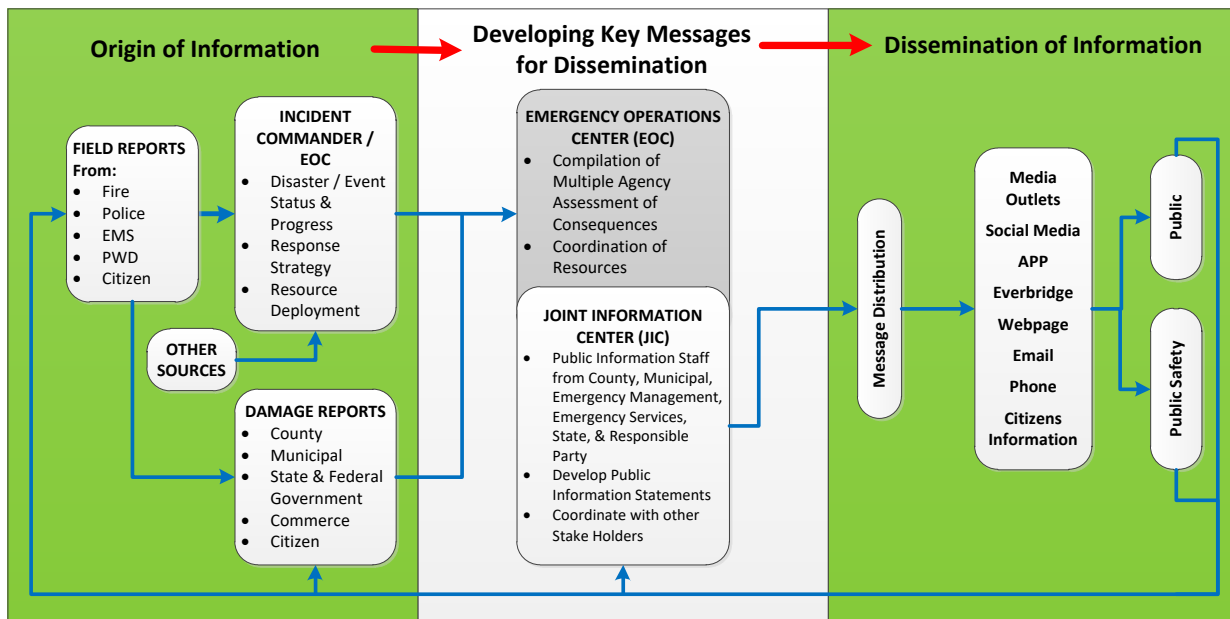 Origin of Information
Developing Key Messages
for Dissemination
Dissemination of Information
FIELD REPORTS
From:
• Fire
• Police
• EMS
• PWD
• Citizen
INCIDENT
COMMANDER /
EOC
• Disaster / Event
Status &
Progress
• Response
Strategy
• Resource
Deployment
OTHER
SOURCES
DAMAGE REPORTS
• County
• Municipal
• State & Federal
Government
• Commerce
• Citizen
EMERGENCY OPERATIONS
CENTER (EOC)
• Compilation of
Multiple Agency
Assessment of
Consequences
• Coordination of
Resources
JOINT INFORMATION
CENTER (JIC)
• Public Information Staff
from County, Municipal,
Emergency Management,
Emergency Services,
State, & Responsible
Party
• Develop Public
Information Statements
• Coordinate with other
Stake Holders
Message Distribution
Media
Outlets
Social Media
APP
Everbridge
Webpage
Email
Phone
Citizens
Information
Public
Public Safety